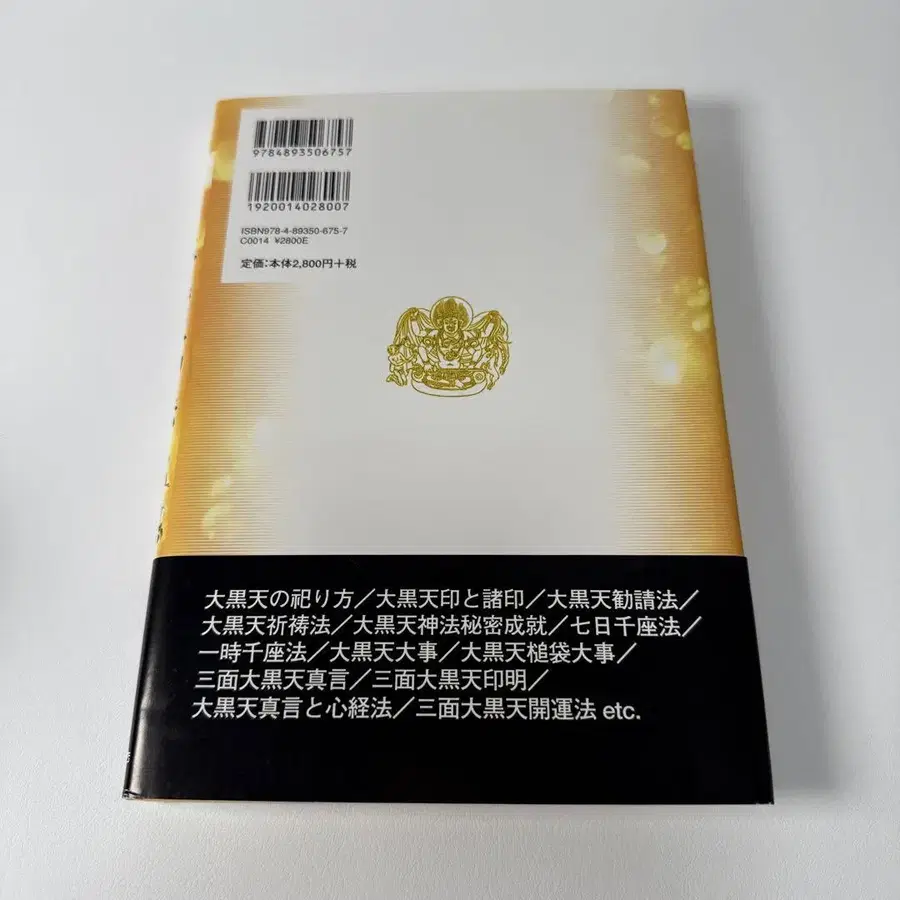 9784893506757
1920014028007
ISBN978-4-89350-675-7
C0014 ¥2800E
定価:本体2,800円+税
大黒天の祀り方／大黒天印と諸印／大黒天勧請法／
大黒天祈祷法／大黒天神法秘密成就／七日千座法／
一時千座法／大黒天大事／大黒天槌袋大事／
三面大黒天真言／三面大黒天印明／
大黒天真言と心経法／三面大黒天開運法 etc.